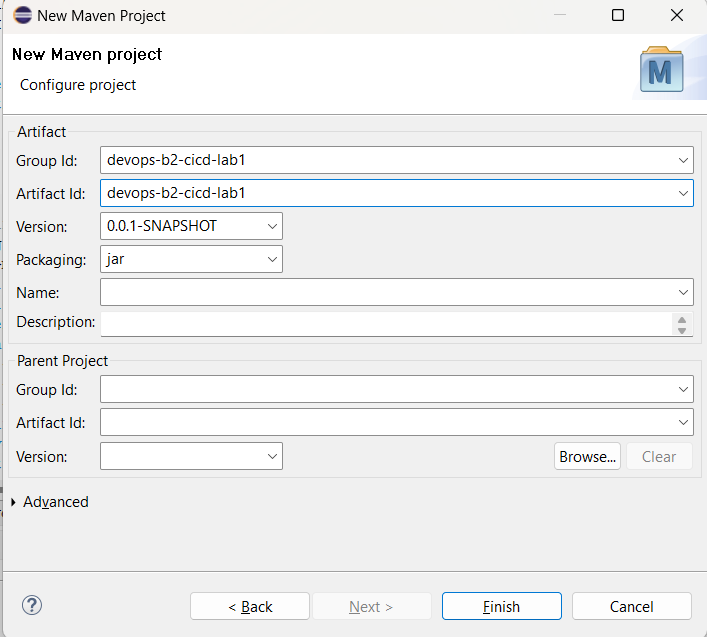 New Maven Project
New Maven project
Configure project
M
Artifact
Group Id: devops-b2-cicd-lab1
Artifact Id: devops-b2-cicd-lab1
Version: 0.0.1-SNAPSHOT
Packaging: jar
Name:
Description:
Parent Project
Group Id:
Artifact Id:
Version: Browse... Clear
Advanced
? < Back Next > Finish Cancel